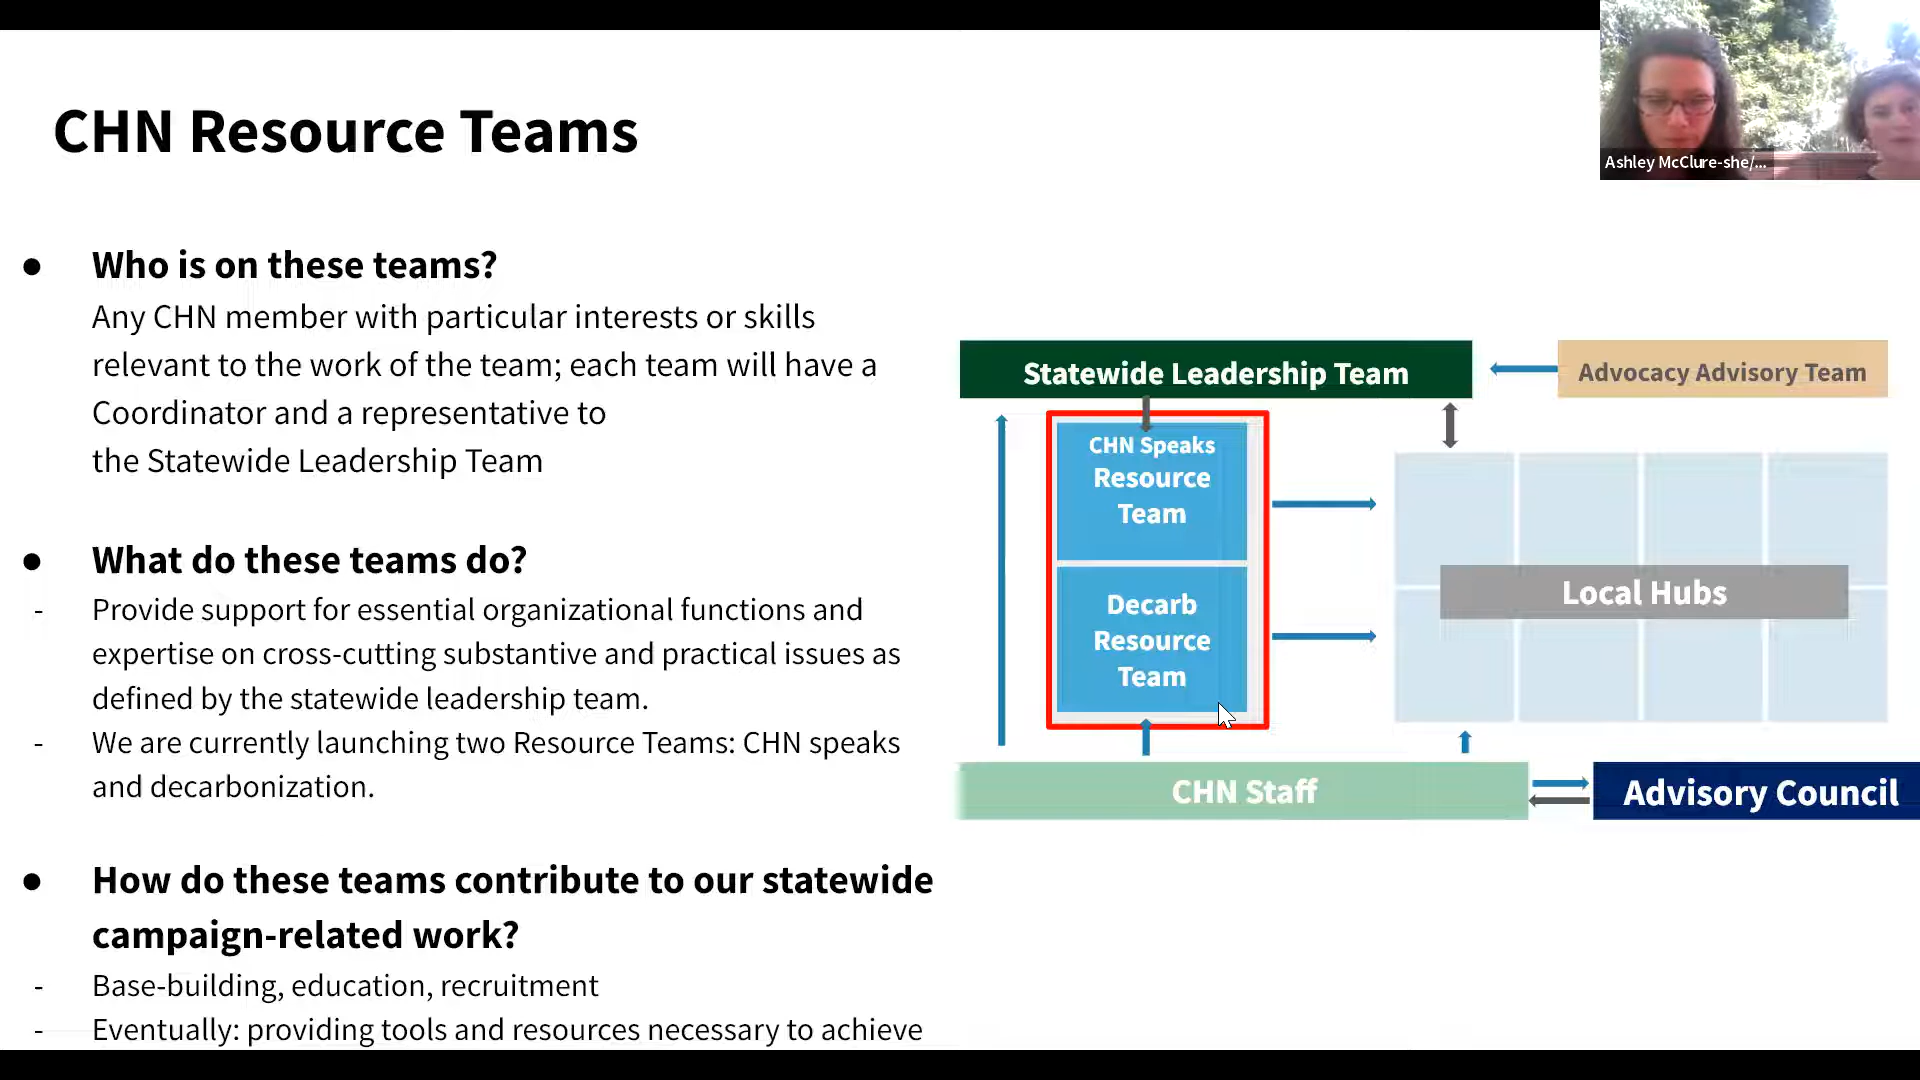 CHN Resource Teams
Ashley McClure-she/...
● Who is on these teams?
Any CHN member with particular interests or skills
relevant to the work of the team; each team will have a
Coordinator and a representative to
the Statewide Leadership Team
● What do these teams do?
- Provide support for essential organizational functions and
expertise on cross-cutting substantive and practical issues as
defined by the statewide leadership team.
- We are currently launching two Resource Teams: CHN speaks
and decarbonization.
● How do these teams contribute to our statewide
campaign-related work?
- Base-building, education, recruitment
- Eventually: providing tools and resources necessary to achieve
Statewide Leadership Team
Advocacy Advisory Team
CHN Speaks
Resource
Team
Decarb
Resource
Team
Local Hubs
CHN Staff
Advisory Council